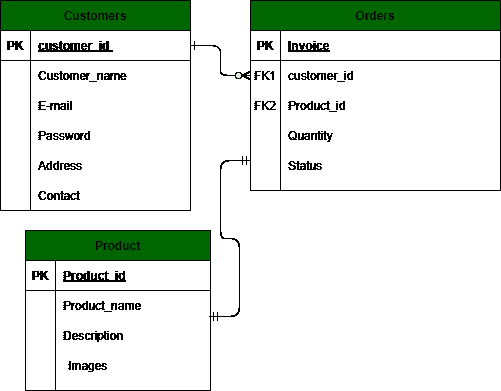 Customers
PK customer_id
Customer_name
E-mail
Password
Address
Contact
Orders
PK Invoice
FK1 customer_id
FK2 Product_id
Quantity
Status
Product
PK Product_id
Product_name
Description
Images